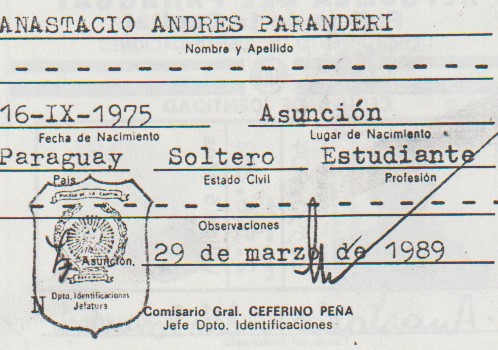 ANASTACIO ANDRES PARANDERI
Nombre y Apellido
16-IX-1975 Asunción
Fecha de Nacimiento Lugar de Nacimiento
Paraguay Soltero Estudiante
País Estado Civil Profesión
Observaciones
Asunción, 29 de marzo de 1989
N Dpto. Identificaciones
Jefatura
Comisario Gral. CEFERINO PEÑA
Jefe Dpto. Identificaciones